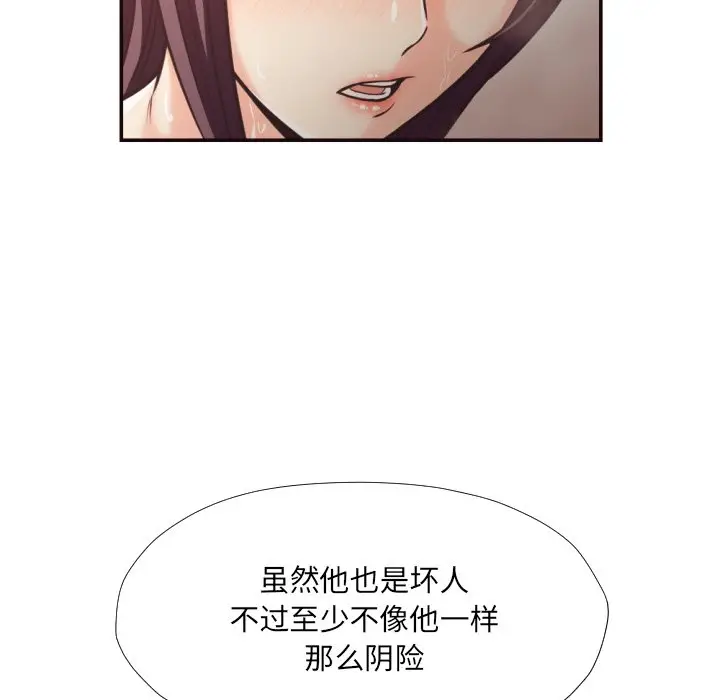 虽然他也是坏人
不过至少不像他一样
那么阴险